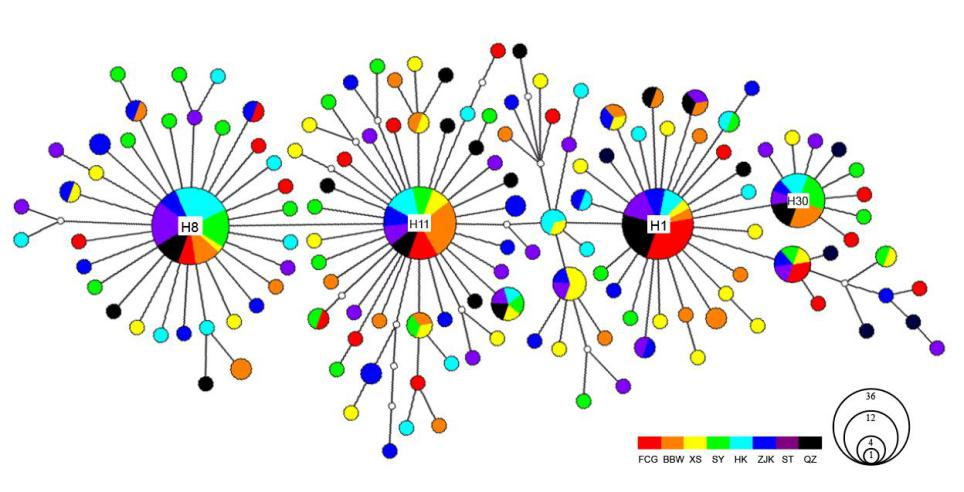 H8
H11
H1
H30
36
12
4
1
FCG BBW XS SY HK ZJK ST QZ